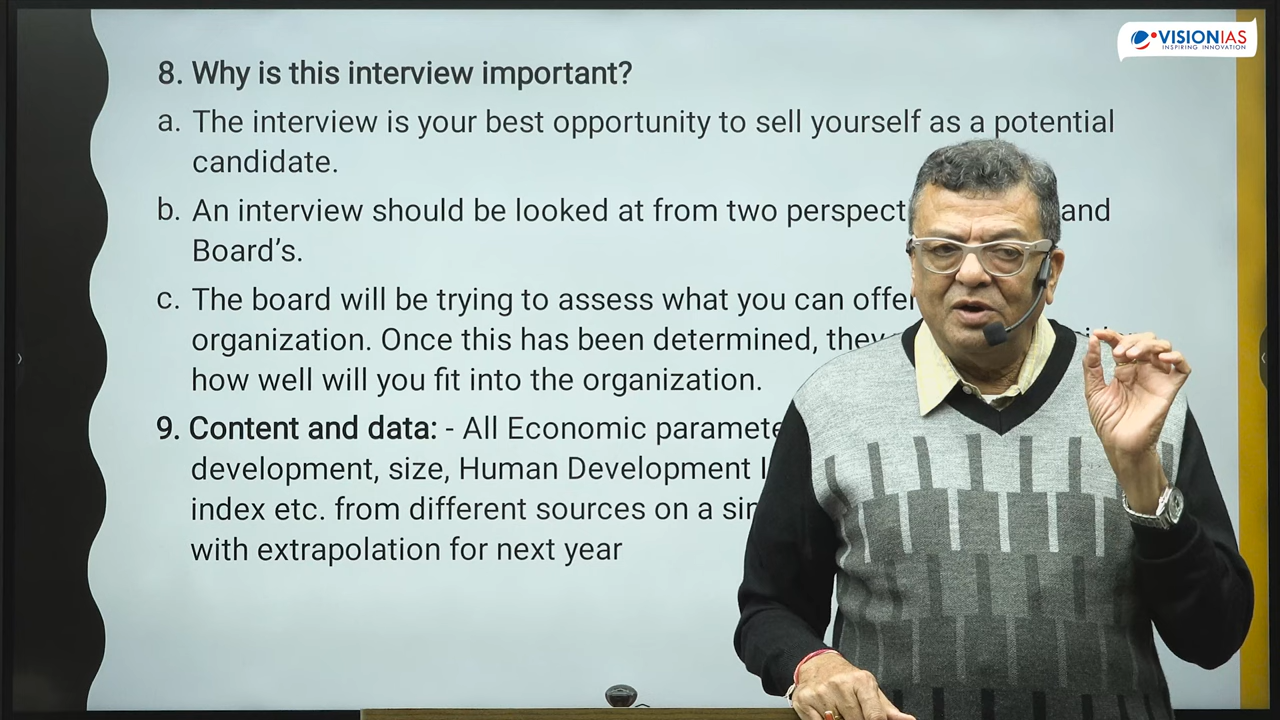 VISIONIAS
INSPIRING INNOVATION
8. Why is this interview important?
a. The interview is your best opportunity to sell yourself as a potential
candidate.
b. An interview should be looked at from two and
Board's.
c. The board will be trying to assess what you can
organization. Once this has been determined, they
how well will you fit into the organization.
9. Content and data: - All Economic
development, size, Human Development
index etc. from different sources on a
with extrapolation for next year